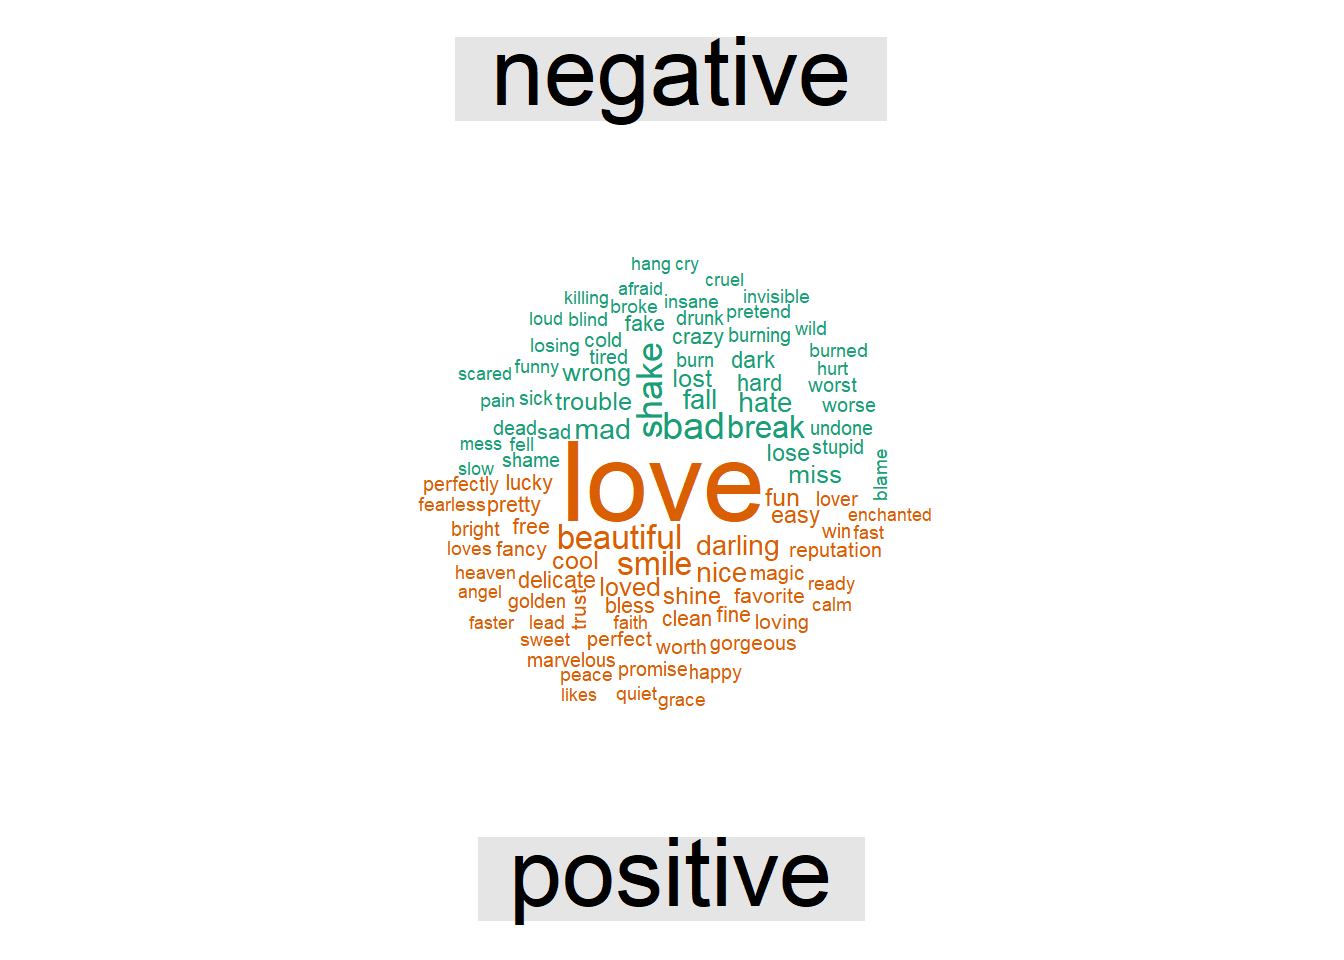 negative
hang cry
cruel
afraid
killing
invisible
broke
insane
pretend
loud
blind
fake
drunk
wild
crazy
burning
losing
cold
burned
tired
burn
dark
scared
funny
wrong
shake
lost
hard
hurt
worst
pain
sick
trouble
fall
hate
worse
dead
sad
mad
bad
break
undone
mess
fell
lose
stupid
slow
shame
miss
blame
love
perfectly
lucky
fun
lover
fearless
pretty
easy
enchanted
bright
free
beautiful
darling
win
fast
loves
fancy
reputation
cool
smile
nice
magic
heaven
delicate
loved
ready
angel
golden
trust
bless
shine
favorite
calm
faster
lead
faith
clean
fine
loving
sweet
perfect
worth
gorgeous
marvelous
peace
promise
happy
likes
quiet
grace
positive